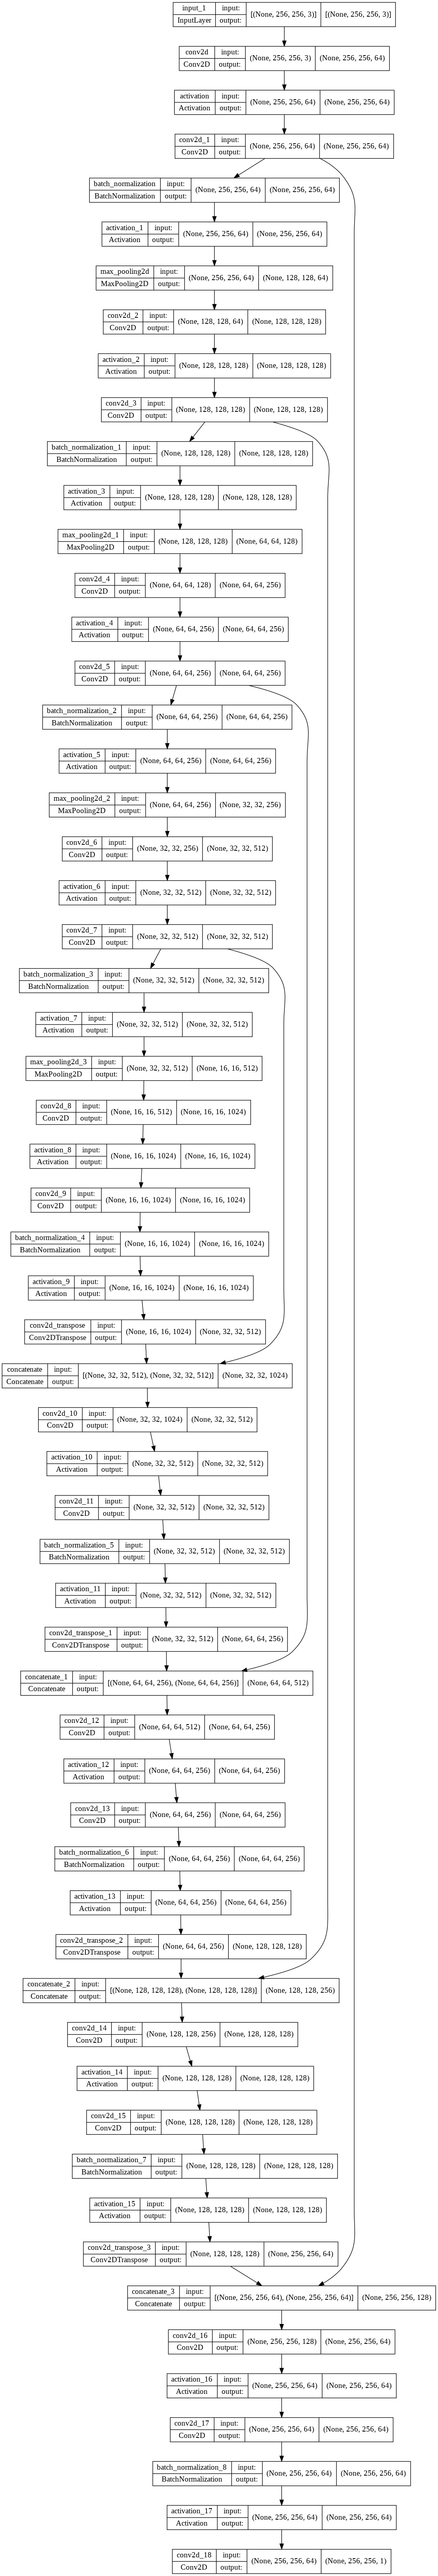 input_1 input: [(None, 256, 256, 3)] [(None, 256, 256, 3)]
InputLayer output:
conv2d input: (None, 256, 256, 3) (None, 256, 256, 64)
Conv2D output:
activation input: (None, 256, 256, 64) (None, 256, 256, 64)
Activation output:
conv2d_1 input: (None, 256, 256, 64) (None, 256, 256, 64)
Conv2D output:
batch_normalization input: (None, 256, 256, 64) (None, 256, 256, 64)
BatchNormalization output:
activation_1 input: (None, 256, 256, 64) (None, 256, 256, 64)
Activation output:
max_pooling2d input: (None, 256, 256, 64) (None, 128, 128, 64)
MaxPooling2D output:
conv2d_2 input: (None, 128, 128, 64) (None, 128, 128, 128)
Conv2D output:
activation_2 input: (None, 128, 128, 128) (None, 128, 128, 128)
Activation output:
conv2d_3 input: (None, 128, 128, 128) (None, 128, 128, 128)
Conv2D output:
batch_normalization_1 input: (None, 128, 128, 128) (None, 128, 128, 128)
BatchNormalization output:
activation_3 input: (None, 128, 128, 128) (None, 128, 128, 128)
Activation output:
max_pooling2d_1 input: (None, 128, 128, 128) (None, 64, 64, 128)
MaxPooling2D output:
conv2d_4 input: (None, 64, 64, 128) (None, 64, 64, 256)
Conv2D output:
activation_4 input: (None, 64, 64, 256) (None, 64, 64, 256)
Activation output:
conv2d_5 input: (None, 64, 64, 256) (None, 64, 64, 256)
Conv2D output:
batch_normalization_2 input: (None, 64, 64, 256) (None, 64, 64, 256)
BatchNormalization output:
activation_5 input: (None, 64, 64, 256) (None, 64, 64, 256)
Activation output:
max_pooling2d_2 input: (None, 64, 64, 256) (None, 32, 32, 256)
MaxPooling2D output:
conv2d_6 input: (None, 32, 32, 256) (None, 32, 32, 512)
Conv2D output:
activation_6 input: (None, 32, 32, 512) (None, 32, 32, 512)
Activation output:
conv2d_7 input: (None, 32, 32, 512) (None, 32, 32, 512)
Conv2D output:
batch_normalization_3 input: (None, 32, 32, 512) (None, 32, 32, 512)
BatchNormalization output:
activation_7 input: (None, 32, 32, 512) (None, 32, 32, 512)
Activation output:
max_pooling2d_3 input: (None, 32, 32, 512) (None, 16, 16, 512)
MaxPooling2D output:
conv2d_8 input: (None, 16, 16, 512) (None, 16, 16, 1024)
Conv2D output:
activation_8 input: (None, 16, 16, 1024) (None, 16, 16, 1024)
Activation output:
conv2d_9 input: (None, 16, 16, 1024) (None, 16, 16, 1024)
Conv2D output:
batch_normalization_4 input: (None, 16, 16, 1024) (None, 16, 16, 1024)
BatchNormalization output:
activation_9 input: (None, 16, 16, 1024) (None, 16, 16, 1024)
Activation output:
conv2d_transpose input: (None, 16, 16, 1024) (None, 32, 32, 512)
Conv2DTranspose output:
concatenate input: [(None, 32, 32, 512), (None, 32, 32, 512)] (None, 32, 32, 1024)
Concatenate output:
conv2d_10 input: (None, 32, 32, 1024) (None, 32, 32, 512)
Conv2D output:
activation_10 input: (None, 32, 32, 512) (None, 32, 32, 512)
Activation output:
conv2d_11 input: (None, 32, 32, 512) (None, 32, 32, 512)
Conv2D output:
batch_normalization_5 input: (None, 32, 32, 512) (None, 32, 32, 512)
BatchNormalization output:
activation_11 input: (None, 32, 32, 512) (None, 32, 32, 512)
Activation output:
conv2d_transpose_1 input: (None, 32, 32, 512) (None, 64, 64, 256)
Conv2DTranspose output:
concatenate_1 input: [(None, 64, 64, 256), (None, 64, 64, 256)] (None, 64, 64, 512)
Concatenate output:
conv2d_12 input: (None, 64, 64, 512) (None, 64, 64, 256)
Conv2D output:
activation_12 input: (None, 64, 64, 256) (None, 64, 64, 256)
Activation output:
conv2d_13 input: (None, 64, 64, 256) (None, 64, 64, 256)
Conv2D output:
batch_normalization_6 input: (None, 64, 64, 256) (None, 64, 64, 256)
BatchNormalization output:
activation_13 input: (None, 64, 64, 256) (None, 64, 64, 256)
Activation output:
conv2d_transpose_2 input: (None, 64, 64, 256) (None, 128, 128, 128)
Conv2DTranspose output:
concatenate_2 input: [(None, 128, 128, 128), (None, 128, 128, 128)] (None, 128, 128, 256)
Concatenate output:
conv2d_14 input: (None, 128, 128, 256) (None, 128, 128, 128)
Conv2D output:
activation_14 input: (None, 128, 128, 128) (None, 128, 128, 128)
Activation output:
conv2d_15 input: (None, 128, 128, 128) (None, 128, 128, 128)
Conv2D output:
batch_normalization_7 input: (None, 128, 128, 128) (None, 128, 128, 128)
BatchNormalization output:
activation_15 input: (None, 128, 128, 128) (None, 128, 128, 128)
Activation output:
conv2d_transpose_3 input: (None, 128, 128, 128) (None, 256, 256, 64)
Conv2DTranspose output:
concatenate_3 input: [(None, 256, 256, 64), (None, 256, 256, 64)] (None, 256, 256, 128)
Concatenate output:
conv2d_16 input: (None, 256, 256, 128) (None, 256, 256, 64)
Conv2D output:
activation_16 input: (None, 256, 256, 64) (None, 256, 256, 64)
Activation output:
conv2d_17 input: (None, 256, 256, 64) (None, 256, 256, 64)
Conv2D output:
batch_normalization_8 input: (None, 256, 256, 64) (None, 256, 256, 64)
BatchNormalization output:
activation_17 input: (None, 256, 256, 64) (None, 256, 256, 64)
Activation output:
conv2d_18 input: (None, 256, 256, 64) (None, 256, 256, 1)
Conv2D output: